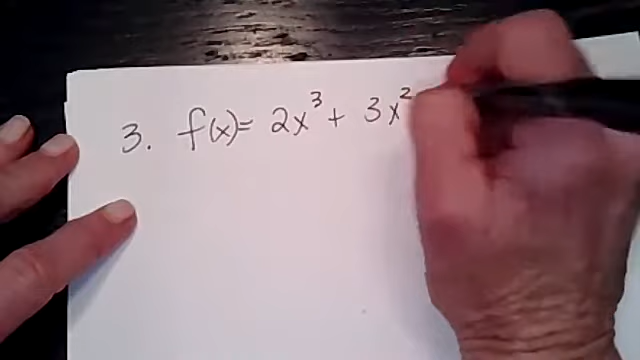 3. f(x)= 2x³ + 3x²